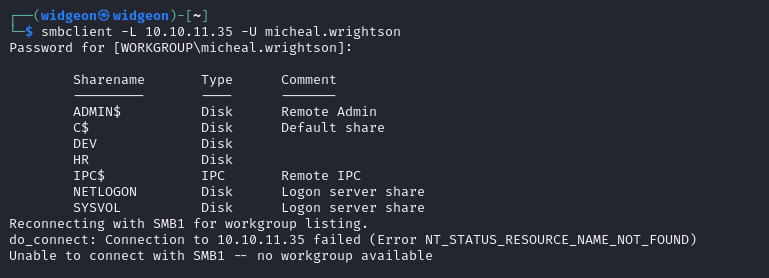 ┌──(widgeon㉿widgeon)-[~]
└─$ smbclient -L 10.10.11.35 -U micheal.wrightson
Password for [WORKGROUP\micheal.wrightson]:

        Sharename       Type      Comment
        ---------       ----      -------
        ADMIN$          Disk      Remote Admin
        C$              Disk      Default share
        DEV             Disk
        HR              Disk
        IPC$            IPC       Remote IPC
        NETLOGON        Disk      Logon server share
        SYSVOL          Disk      Logon server share
Reconnecting with SMB1 for workgroup listing.
do_connect: Connection to 10.10.11.35 failed (Error NT_STATUS_RESOURCE_NAME_NOT_FOUND)
Unable to connect with SMB1 -- no workgroup available